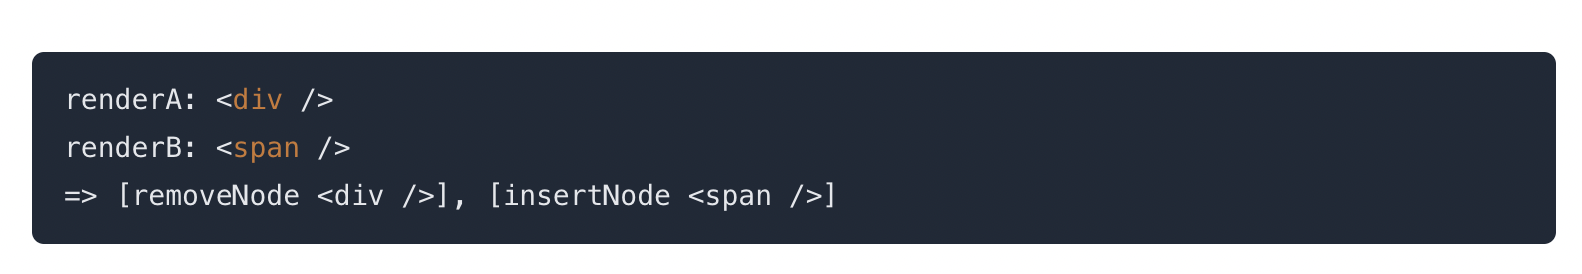 renderA: <div />
renderB: <span />
=> [removeNode <div />], [insertNode <span />]